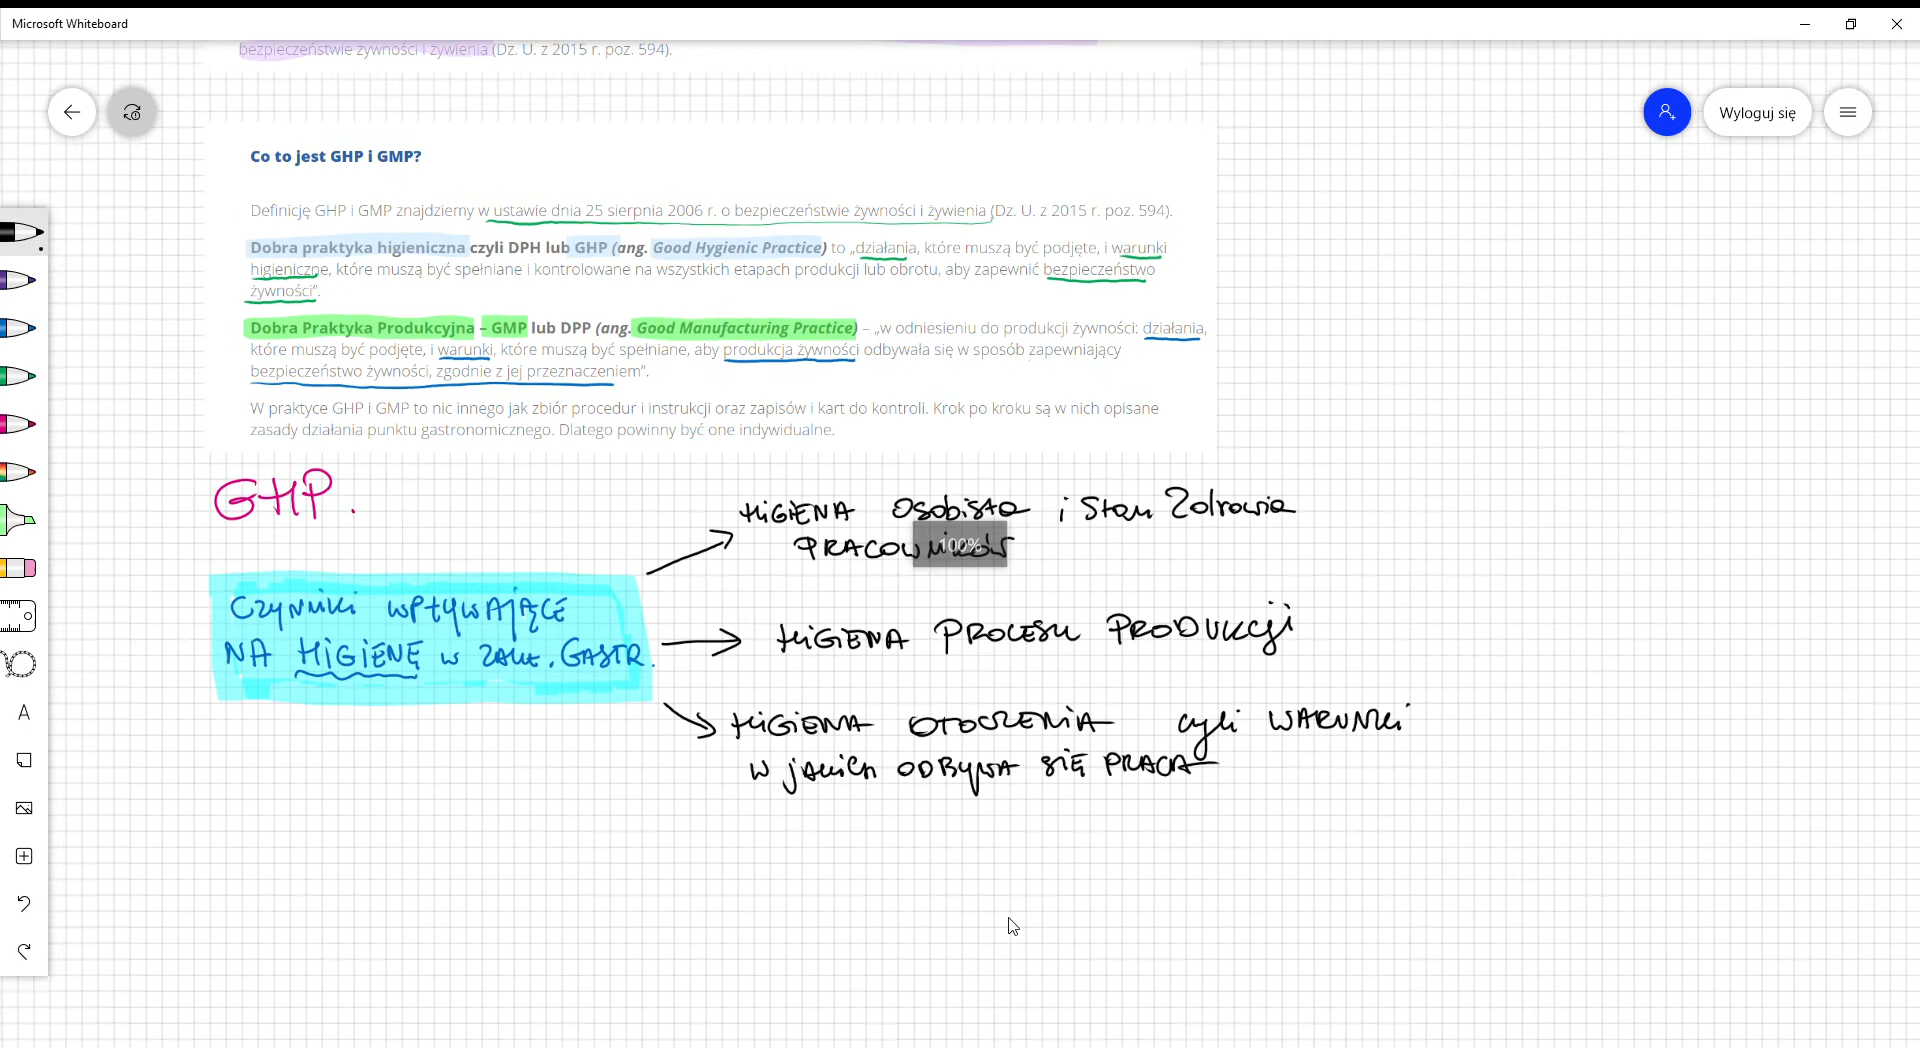 Microsoft Whiteboard
bezpieczeństwie żywności i żywienia (Dz. U. z 2015 r. poz. 594).
Wyloguj się
Co to jest GHP i GMP?
Definicję GHP i GMP znajdziemy w ustawie dnia 25 sierpnia 2006 r. o bezpieczeństwie żywności i żywienia (Dz. U. z 2015 r. poz. 594).
Dobra praktyka higieniczna czyli DPH lub GHP (ang. Good Hygienic Practice) to „działania, które muszą być podjęte, i warunki
higieniczne, które muszą być spełniane i kontrolowane na wszystkich etapach produkcji lub obrotu, aby zapewnić bezpieczeństwo
żywności”.
Dobra Praktyka Produkcyjna – GMP lub DPP (ang. Good Manufacturing Practice) – „w odniesieniu do produkcji żywności: działania,
które muszą być podjęte, i warunki, które muszą być spełniane, aby produkcja żywności odbywała się w sposób zapewniający
bezpieczeństwo żywności, zgodnie z jej przeznaczeniem”.
W praktyce GHP i GMP to nic innego jak zbiór procedur i instrukcji oraz zapisów i kart do kontroli. Krok po kroku są w nich opisane
zasady działania punktu gastronomicznego. Dlatego powinny być one indywidualne.
GHP.
HIGIENA Osobista i Stan Zdrowia
PRACOWNIKÓW
100%
Czynniki WPŁYWAJĄCE
NA HIGIENĘ W ZAKŁ. GASTR.
HIGIENA PROCESU PRODUKCJI
HIGIENA OTOCZENIA czyli WARUNKI
W JAKICH ODBYWA SIĘ PRACA
A